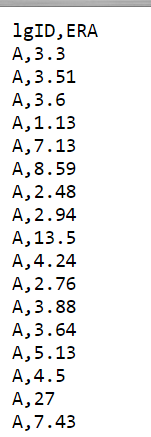 lgID,ERA
A,3.3
A,3.51
A,3.6
A,1.13
A,7.13
A,8.59
A,2.48
A,2.94
A,13.5
A,4.24
A,2.76
A,3.88
A,3.64
A,5.13
A,4.5
A,27
A,7.43